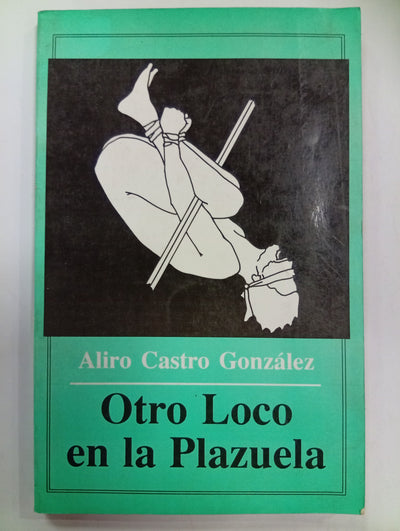 Aliro Castro González
Otro Loco
en la Plazuela